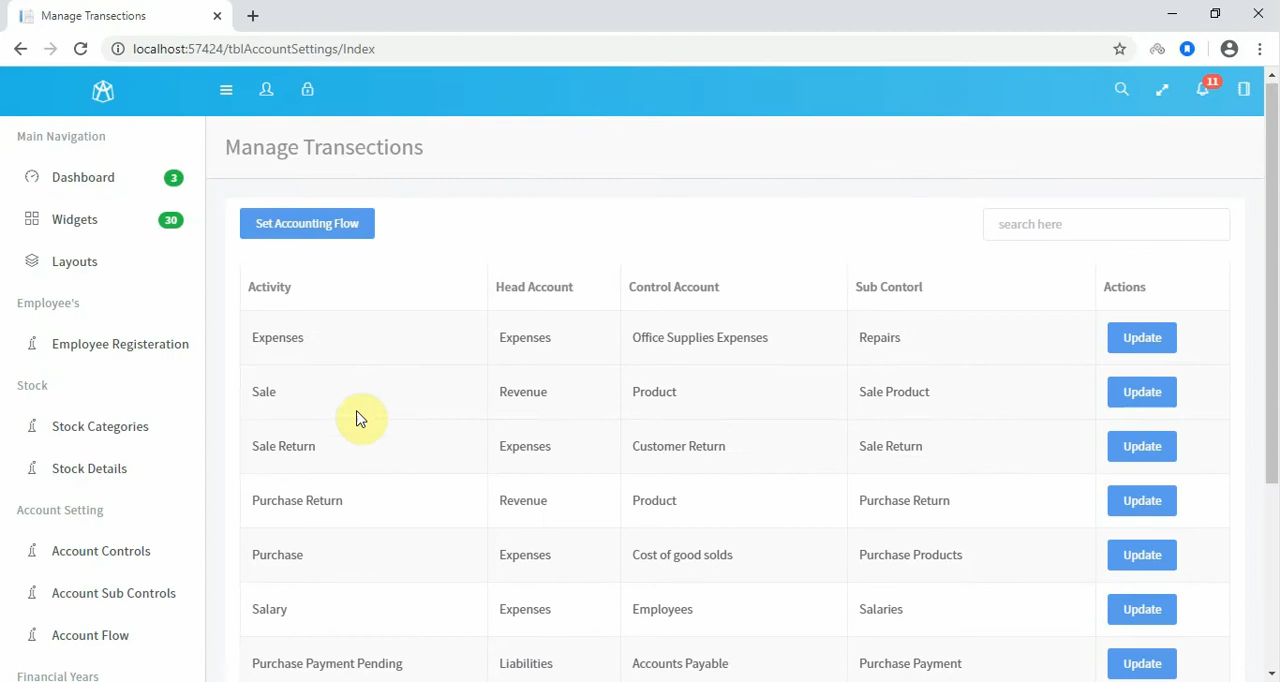 Manage Transections
localhost:57424/tblAccountSettings/Index
11
Main Navigation
Dashboard 3
Widgets 30
Layouts
Employee's
Employee Registeration
Stock
Stock Categories
Stock Details
Account Setting
Account Controls
Account Sub Controls
Account Flow
Financial Years
Manage Transections
Set Accounting Flow
search here
Activity Head Account Control Account Sub Contorl Actions
Expenses Expenses Office Supplies Expenses Repairs Update
Sale Revenue Product Sale Product Update
Sale Return Expenses Customer Return Sale Return Update
Purchase Return Revenue Product Purchase Return Update
Purchase Expenses Cost of good solds Purchase Products Update
Salary Expenses Employees Salaries Update
Purchase Payment Pending Liabilities Accounts Payable Purchase Payment Update